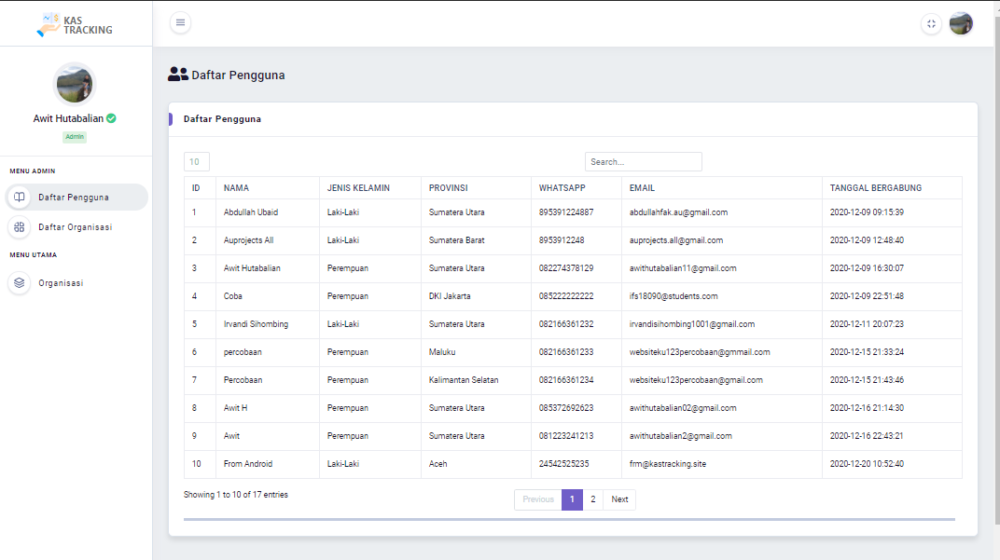 KAS
TRACKING
Awit Hutabalian
Admin
MENU ADMIN
Daftar Pengguna
Daftar Organisasi
MENU UTAMA
Organisasi
Daftar Pengguna
Daftar Pengguna
10 Search...
ID NAMA JENIS KELAMIN PROVINSI WHATSAPP EMAIL TANGGAL BERGABUNG
1 Abdullah Ubaid Laki-Laki Sumatera Utara 895391224887 abdullahfak.au@gmail.com 2020-12-09 09:15:39
2 Auprojects All Laki-Laki Sumatera Barat 8953912248 auprojects.all@gmail.com 2020-12-09 12:48:40
3 Awit Hutabalian Perempuan Sumatera Utara 082274378129 awithutabalian11@gmail.com 2020-12-09 16:30:07
4 Coba Perempuan DKI Jakarta 085222222222 ifs18090@students.com 2020-12-09 22:51:48
5 Irvandi Sihombing Laki-Laki Sumatera Utara 082166361232 irvandisihombing1001@gmail.com 2020-12-11 20:07:23
6 percobaan Perempuan Maluku 082166361233 websiteku123percobaan@gmmail.com 2020-12-15 21:33:24
7 Percobaan Perempuan Kalimantan Selatan 082166361234 websiteku123percobaan@gmail.com 2020-12-15 21:43:46
8 Awit H Perempuan Sumatera Utara 085372692623 awithutabalian02@gmail.com 2020-12-16 21:14:30
9 Awit Perempuan Sumatera Utara 081223241213 awithutabalian2@gmail.com 2020-12-16 22:43:21
10 From Android Laki-Laki Aceh 24542525235 frm@kastracking.site 2020-12-20 10:52:40
Showing 1 to 10 of 17 entries
Previous 1 2 Next